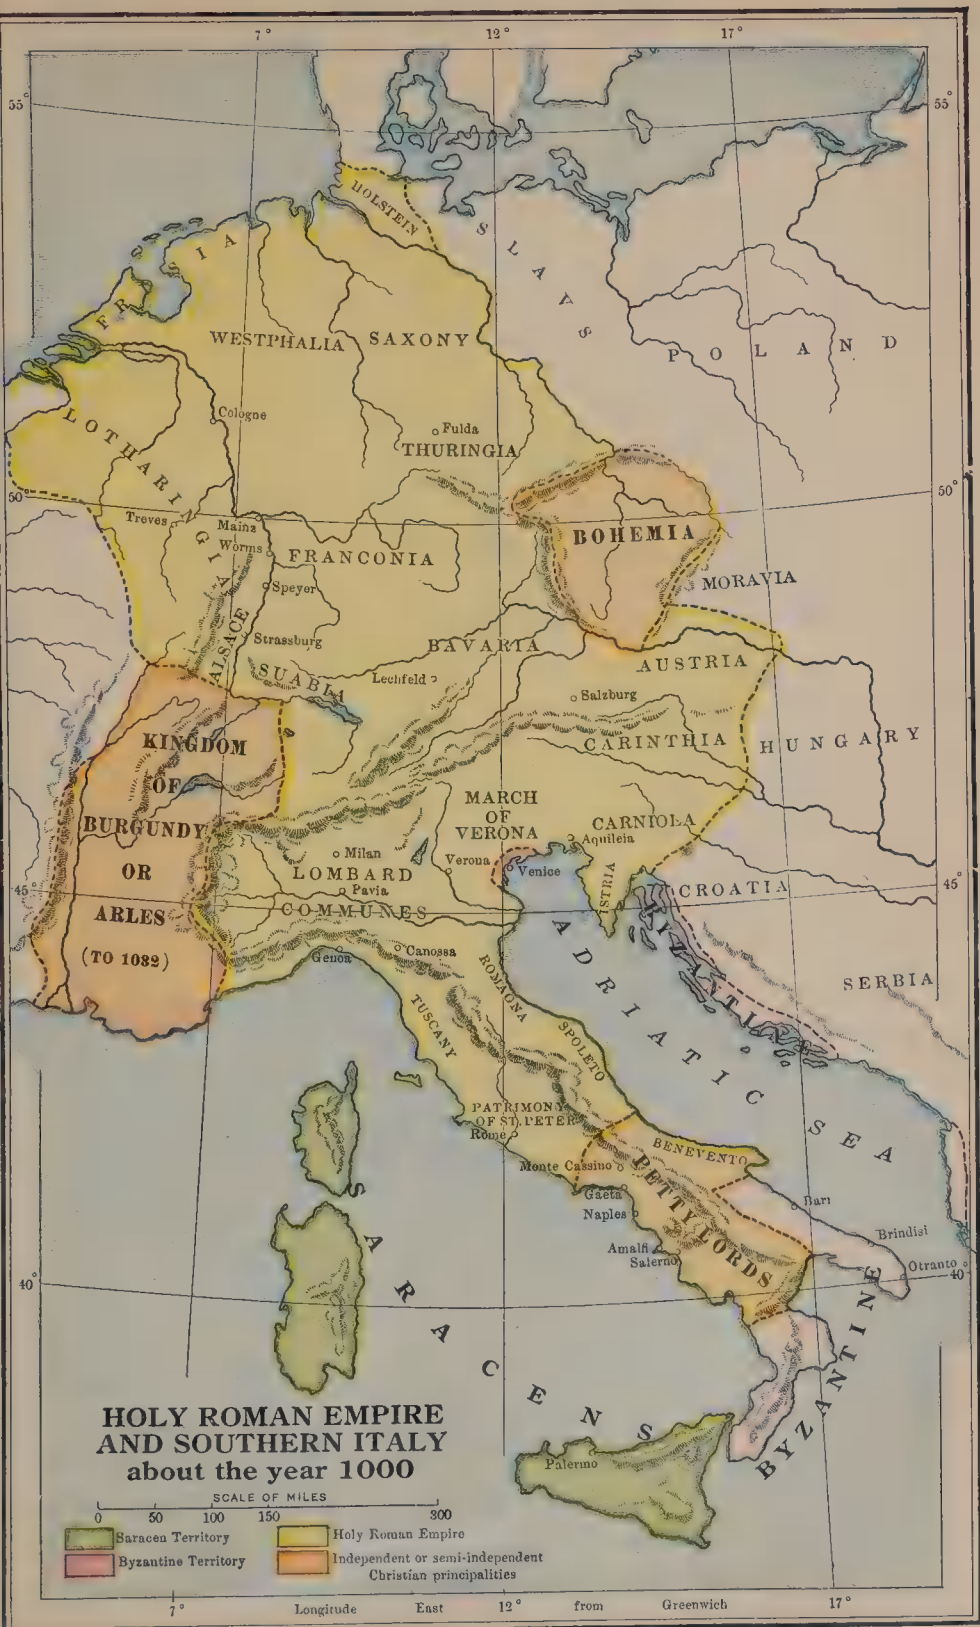 7°
12°
17°
55°
55°
HOLSTEIN
SLAVS
FRISIA
WESTPHALIA
SAXONY
POLAND
LOTHARINGIA
Cologne
Fulda
THURINGIA
50°
50°
Treves
Mainz
Worms
FRANCONIA
BOHEMIA
MORAVIA
Speyer
ALSACE
Strassburg
SUABIA
BAVARIA
Lechfeld
AUSTRIA
Salzburg
KINGDOM
OF
BURGUNDY
OR
ARLES
(TO 1032)
CARINTHIA
HUNGARY
MARCH
OF
VERONA
CARNIOLA
Aquileia
Milan
Verona
Venice
LOMBARD
Pavia
COMMUNES
ISTRIA
CROATIA
45°
45°
Genoa
Canossa
ROMAGNA
BYZANTINE
SERBIA
TUSCANY
SPOLETO
ADRIATIC SEA
PATRIMONY
OF ST. PETER
Rome
BENEVENTO
Monte Cassino
PETTY LORDS
Gaeta
Naples
Bari
Brindisi
Amalfi
Salerno
Otranto
40°
40°
SARACENS
BYZANTINE
Palermo
HOLY ROMAN EMPIRE
AND SOUTHERN ITALY
about the year 1000
SCALE OF MILES
0 50 100 150 300
Saracen Territory
Holy Roman Empire
Byzantine Territory
Independent or semi-independent
Christian principalities
7° Longitude East 12° from Greenwich 17°